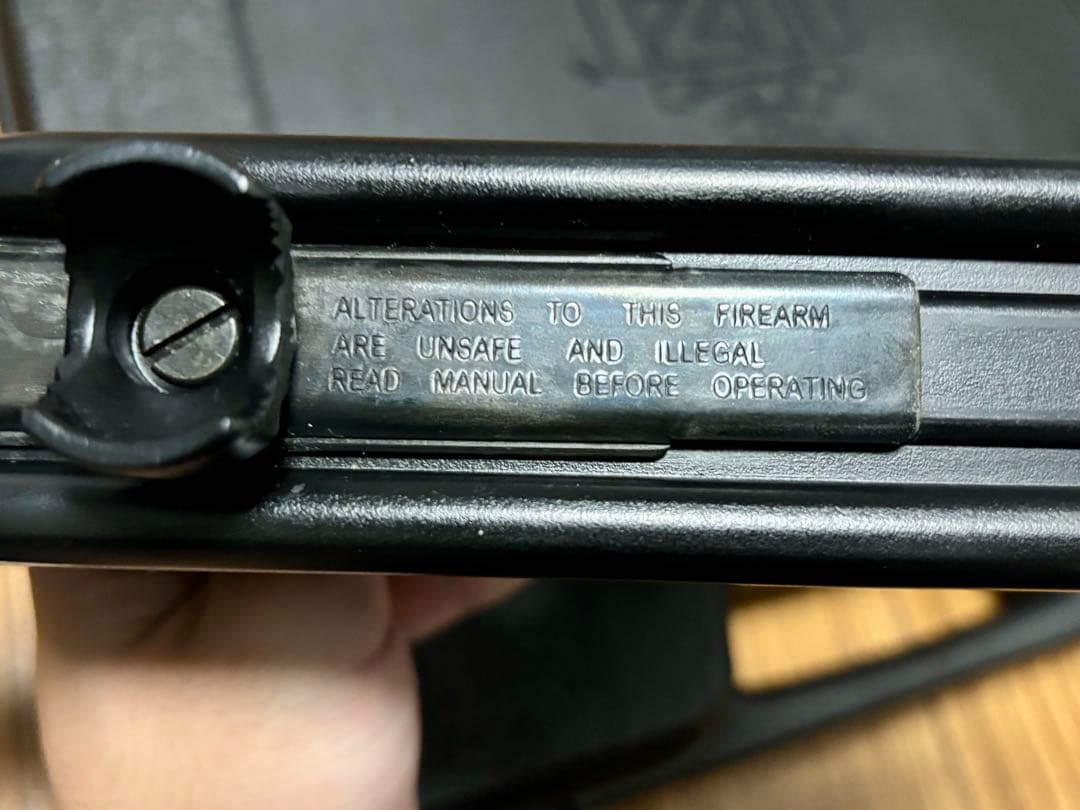 ALTERATIONS TO THIS FIREARM
ARE UNSAFE AND ILLEGAL
READ MANUAL BEFORE OPERATING